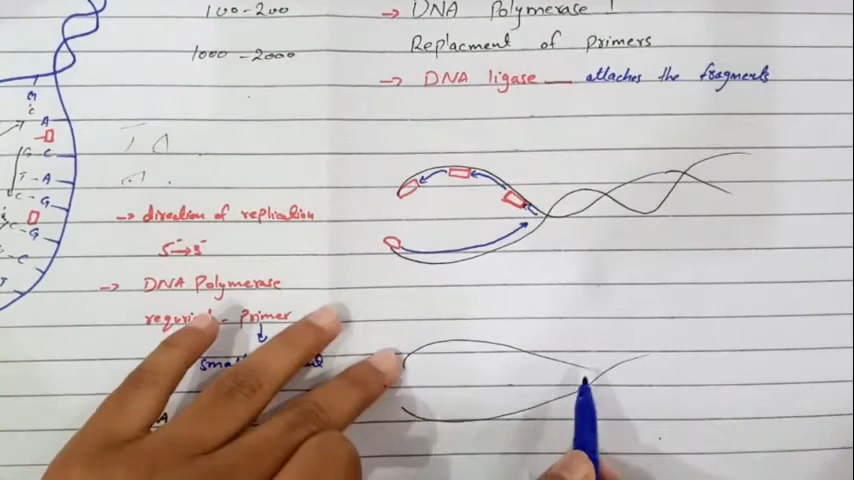 100-200
1000-2000
→ DNA Polymerase !
Replacment of primers
→ DNA ligase — attaches the fragments
M
C
A
G C
T - A
C - G
C - G
C
T
→ direction of replication
5⁻→3⁻
→ DNA Polymerase
- Primer